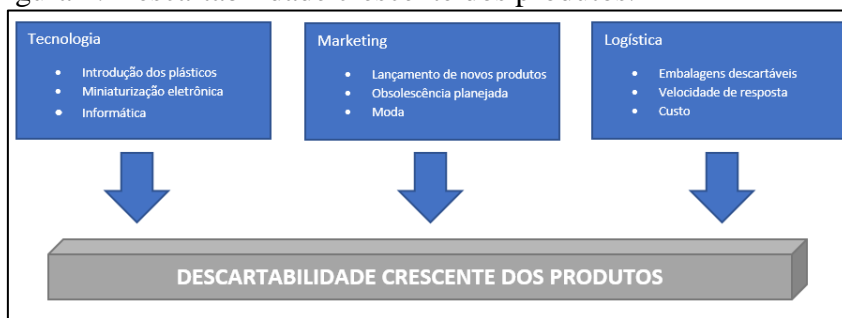 Tecnologia
• Introdução dos plásticos
• Miniaturização eletrônica
• Informática
Marketing
• Lançamento de novos produtos
• Obsolescência planejada
• Moda
Logística
• Embalagens descartáveis
• Velocidade de resposta
• Custo
DESCARTABILIDADE CRESCENTE DOS PRODUTOS